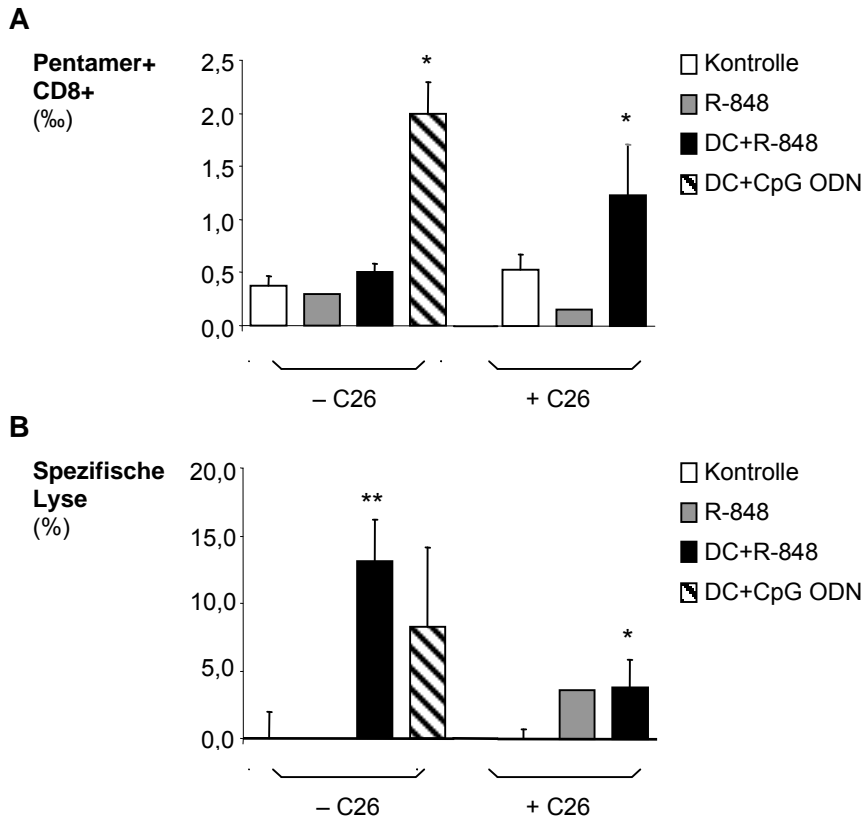 A
Pentamer+
CD8+
(‰)
2,5
2,0
1,5
1,0
0,5
0,0
*
*
Kontrolle
R-848
DC+R-848
DC+CpG ODN
– C26
+ C26
B
Spezifische
Lyse
(%)
20,0
15,0
10,0
5,0
0,0
**
*
Kontrolle
R-848
DC+R-848
DC+CpG ODN
– C26
+ C26